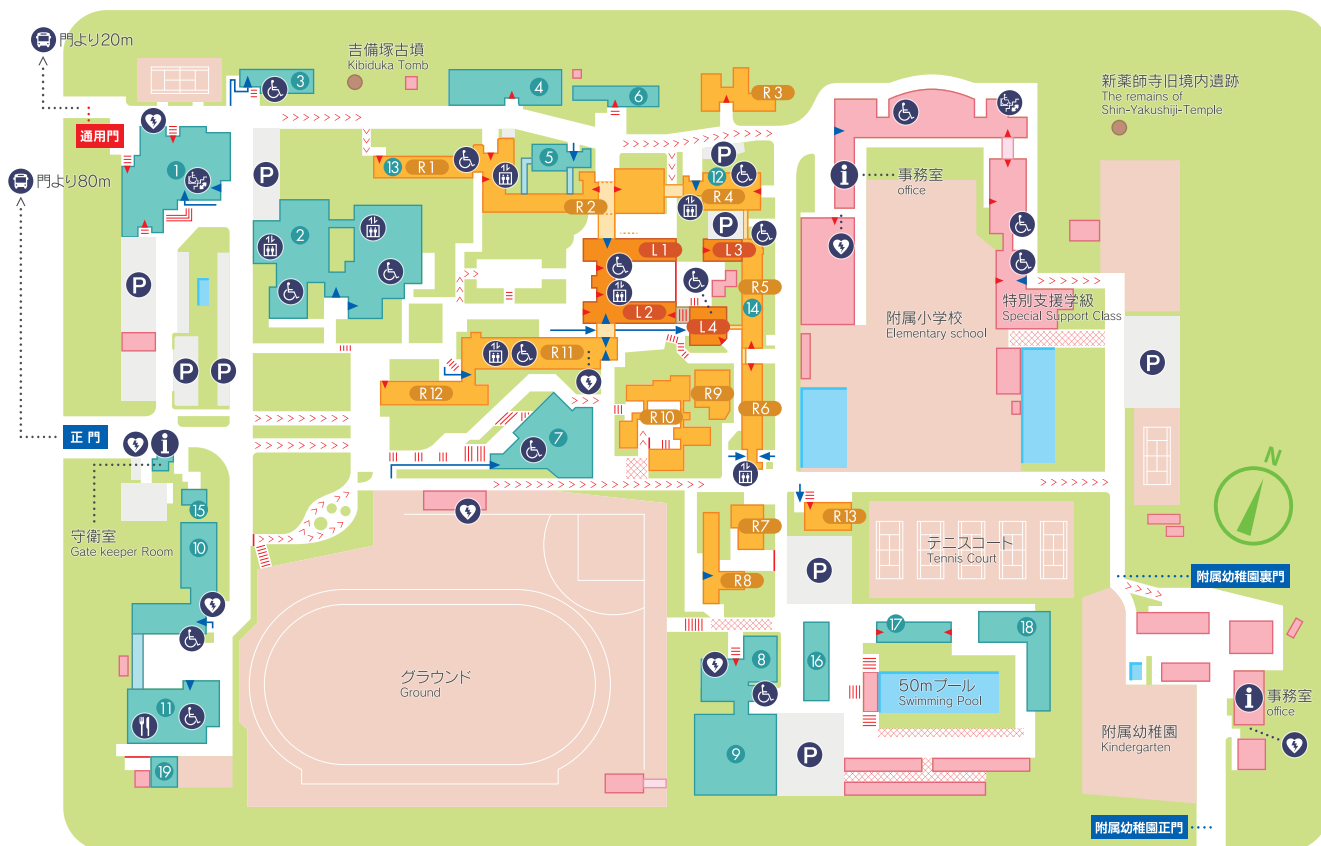 門より20m
通用門
門より80m
正門
吉備塚古墳
Kibiduka Tomb
新薬師寺旧境内遺跡
The remains of
Shin-Yakushiji-Temple
3
4
6
R3
1
P
13
R1
5
R2
P
12
R4
P
事務室
office
2
L1
L3
R5
14
L2
L4
P
P
P
R11
R12
R9
R10
R6
7
附属小学校
Elementary school
特別支援学級
Special Support Class
P
N
守衛室
Gate keeper Room
15
10
R7
R8
R13
P
テニスコート
Tennis Court
附属幼稚園裏門
グラウンド
Ground
8
16
17
18
50mプール
Swimming Pool
11
9
P
19
附属幼稚園
Kindergarten
事務室
office
附属幼稚園正門